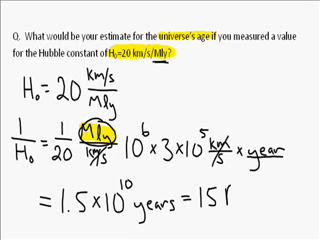 Q. What would be your estimate for the universe's age if you measured a value
for the Hubble constant of H₀=20 km/s/Mly?
H₀ = 20 km/s / Mly
1/H₀ = 1/20 Mly / km/s 10⁶ × 3 × 10⁵ km/s × year
= 1.5 × 10¹⁰ years = 15